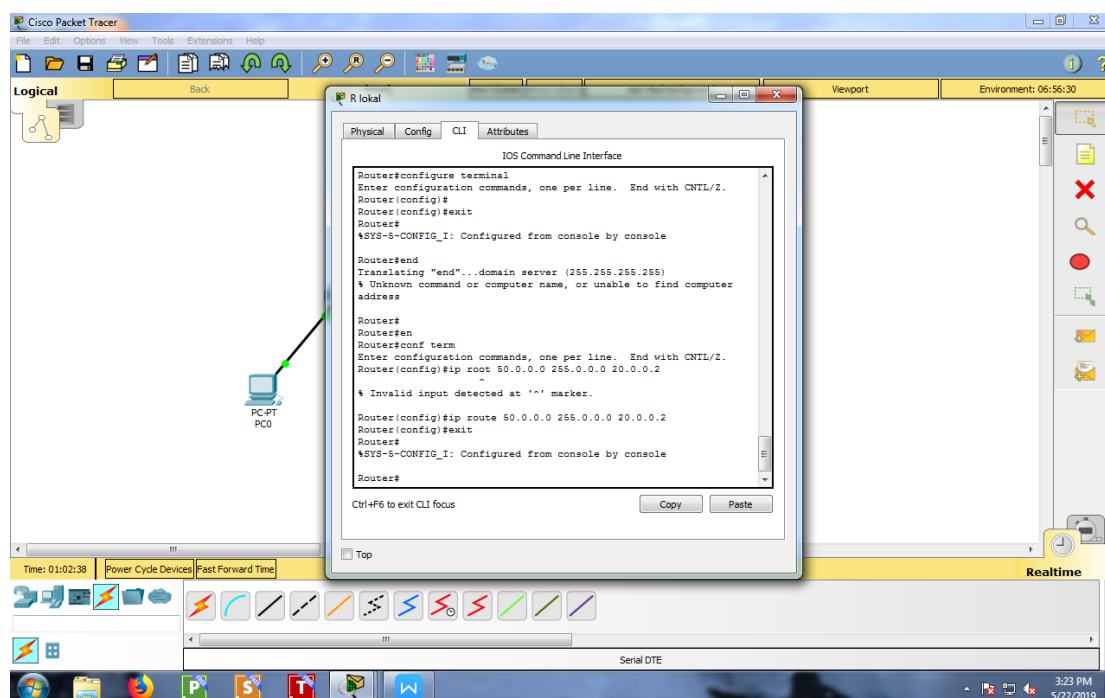 Cisco Packet Tracer
File Edit Options View Tools Extensions Help
Logical
Back
Viewport
Environment: 06:56:30
R lokal
Physical Config CLI Attributes
IOS Command Line Interface
Router#configure terminal
Enter configuration commands, one per line. End with CNTL/Z.
Router(config)#
Router(config)#exit
Router#
%SYS-5-CONFIG_I: Configured from console by console
Router#end
Translating "end"...domain server (255.255.255.255)
% Unknown command or computer name, or unable to find computer
address
Router#
Router#en
Router#conf term
Enter configuration commands, one per line. End with CNTL/Z.
Router(config)#ip root 50.0.0.0 255.0.0.0 20.0.0.2
^
% Invalid input detected at '^' marker.
Router(config)#ip route 50.0.0.0 255.0.0.0 20.0.0.2
Router(config)#exit
Router#
%SYS-5-CONFIG_I: Configured from console by console
Router#
Ctrl+F6 to exit CLI focus
Copy Paste
Top
PC-PT
PC0
Time: 01:02:38 Power Cycle Devices Fast Forward Time
Realtime
Serial DTE
3:23 PM
5/22/2019